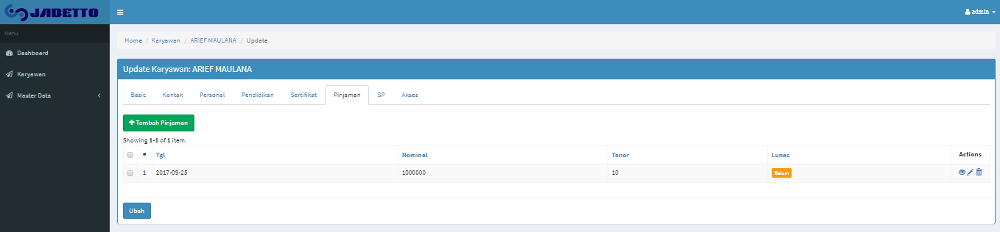 JABETTO
admin
Menu
Dashboard
Karyawan
Master Data
Home / Karyawan / ARIEF MAULANA / Update
Update Karyawan: ARIEF MAULANA
Basic Kontak Personal Pendidikan Sertifikat Pinjaman SP Akses
+Tambah Pinjaman
Showing 1-1 of 1 item.
# Tgl Nominal Tenor Lunas Actions
1 2017-09-25 1000000 10 Belum
Ubah